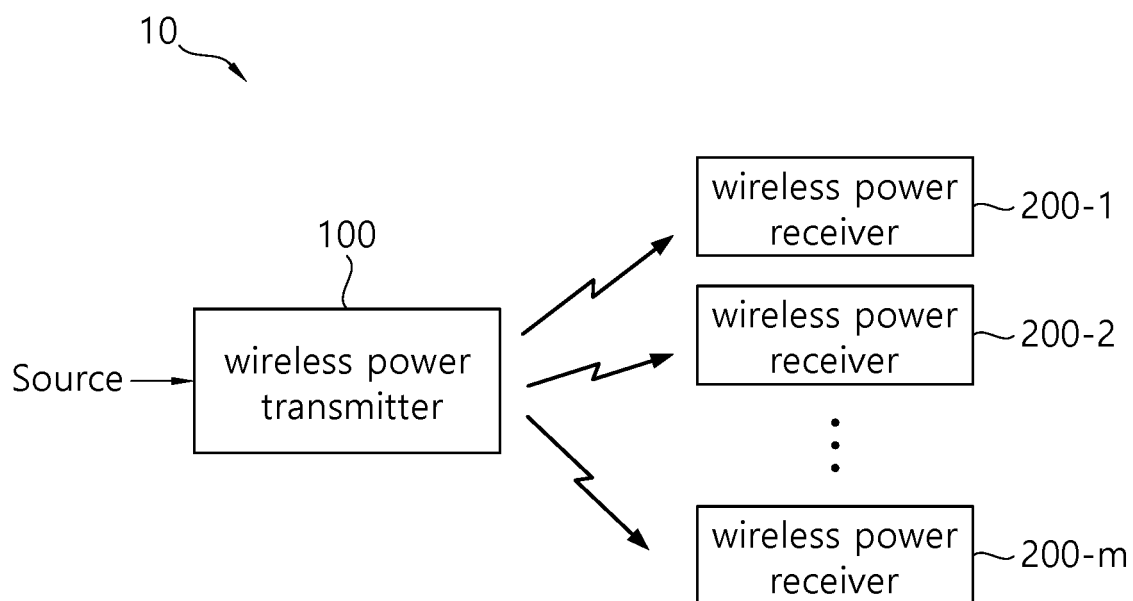 10
wireless power
receiver
200-1
100
wireless power
receiver
200-2
Source
wireless power
transmitter
wireless power
receiver
200-m